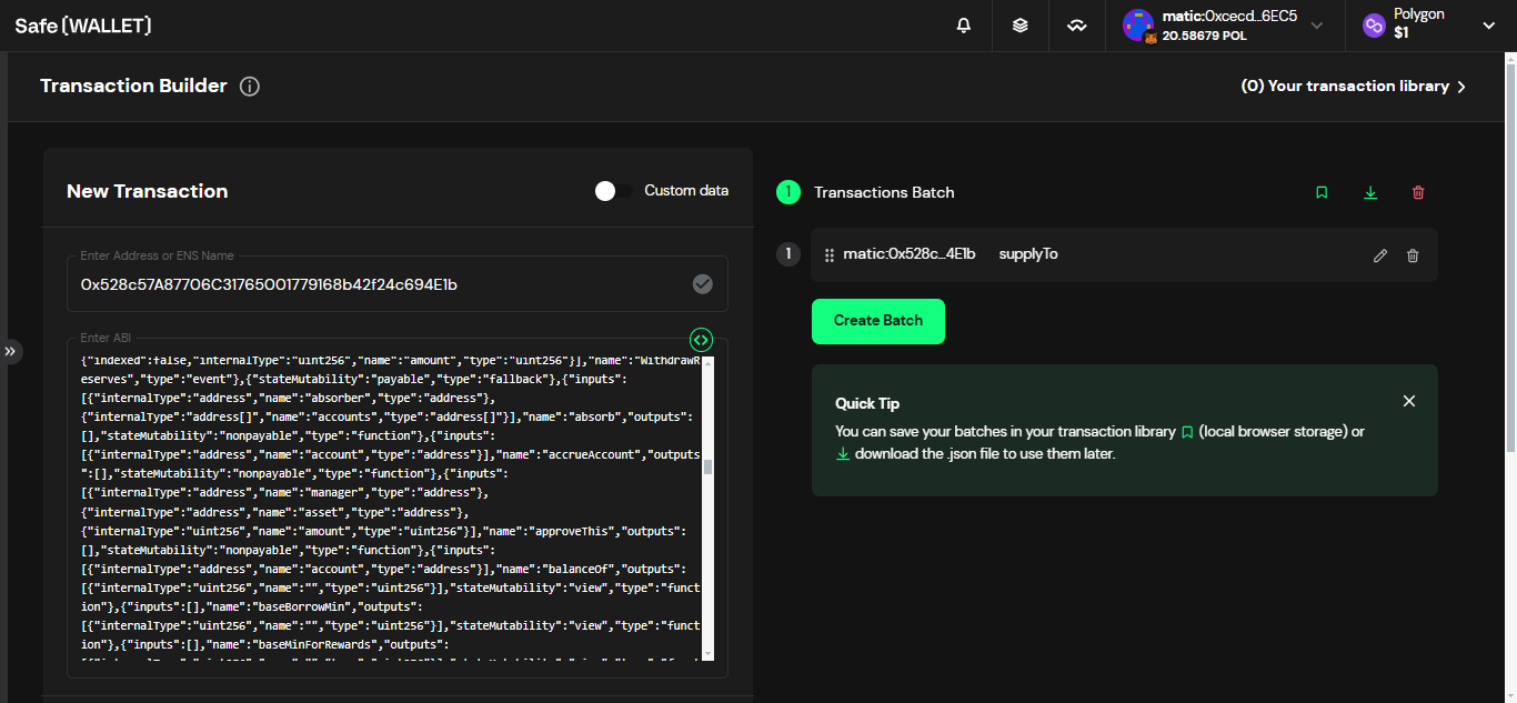 Safe{WALLET}
matic:0xcecd...6EC5
20.58679 POL
Polygon
$1
Transaction Builder
(0) Your transaction library
New Transaction
Custom data
Enter Address or ENS Name
0x528c57A87706C31765001779168b42f24c694E1b
Enter ABI
{"indexed":false,"internalType":"uint256","name":"amount","type":"uint256"}],"name":"WithdrawR
eserves","type":"event"},{"stateMutability":"payable","type":"fallback"},{"inputs":
[{"internalType":"address","name":"absorber","type":"address"},
{"internalType":"address[]","name":"accounts","type":"address[]"}],"name":"absorb","outputs":
[],"stateMutability":"nonpayable","type":"function"},{"inputs":
[{"internalType":"address","name":"account","type":"address"}],"name":"accrueAccount","outputs
":[],"stateMutability":"nonpayable","type":"function"},{"inputs":
[{"internalType":"address","name":"manager","type":"address"},
{"internalType":"address","name":"asset","type":"address"},
{"internalType":"uint256","name":"amount","type":"uint256"}],"name":"approveThis","outputs":
[],"stateMutability":"nonpayable","type":"function"},{"inputs":
[{"internalType":"address","name":"account","type":"address"}],"name":"balanceOf","outputs":
[{"internalType":"uint256","name":"","type":"uint256"}],"stateMutability":"view","type":"funct
ion"},{"inputs":[],"name":"baseBorrowMin","outputs":
[{"internalType":"uint256","name":"","type":"uint256"}],"stateMutability":"view","type":"funct
ion"},{"inputs":[],"name":"baseMinForRewards","outputs":
1
Transactions Batch
1
matic:0x528c...4E1b
supplyTo
Create Batch
Quick Tip
You can save your batches in your transaction library (local browser storage) or
download the .json file to use them later.